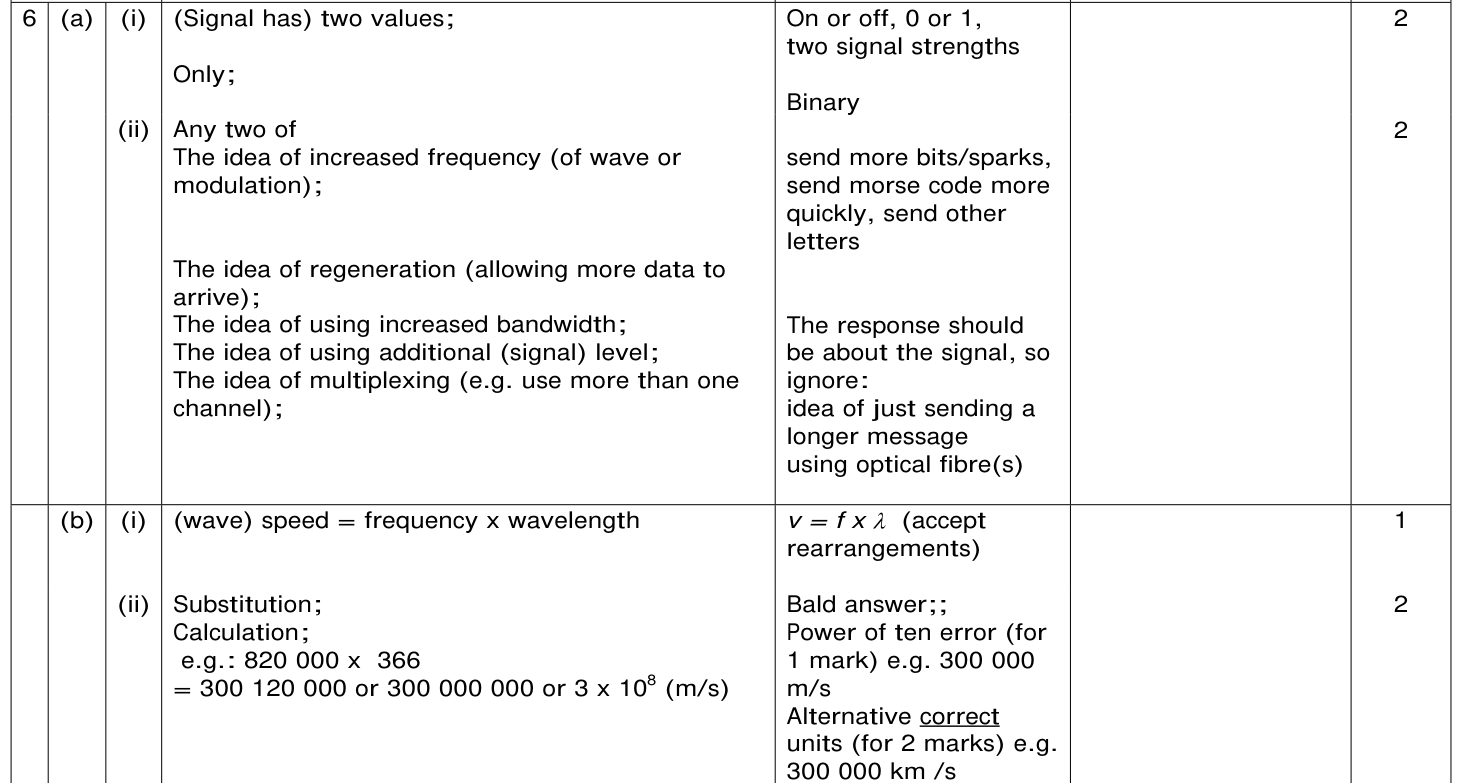 6 (a) (i) (Signal has) two values; On or off, 0 or 1, 2
two signal strengths
Only;
Binary
(ii) Any two of 2
The idea of increased frequency (of wave or send more bits/sparks,
modulation); send morse code more
quickly, send other
letters
The idea of regeneration (allowing more data to
arrive);
The idea of using increased bandwidth; The response should
The idea of using additional (signal) level; be about the signal, so
The idea of multiplexing (e.g. use more than one ignore:
channel); idea of just sending a
longer message
using optical fibre(s)
(b) (i) (wave) speed = frequency x wavelength v = f x λ (accept 1
rearrangements)
(ii) Substitution; Bald answer;; 2
Calculation; Power of ten error (for
e.g.: 820 000 x 366 1 mark) e.g. 300 000
= 300 120 000 or 300 000 000 or 3 x 10⁸ (m/s) m/s
Alternative correct
units (for 2 marks) e.g.
300 000 km /s